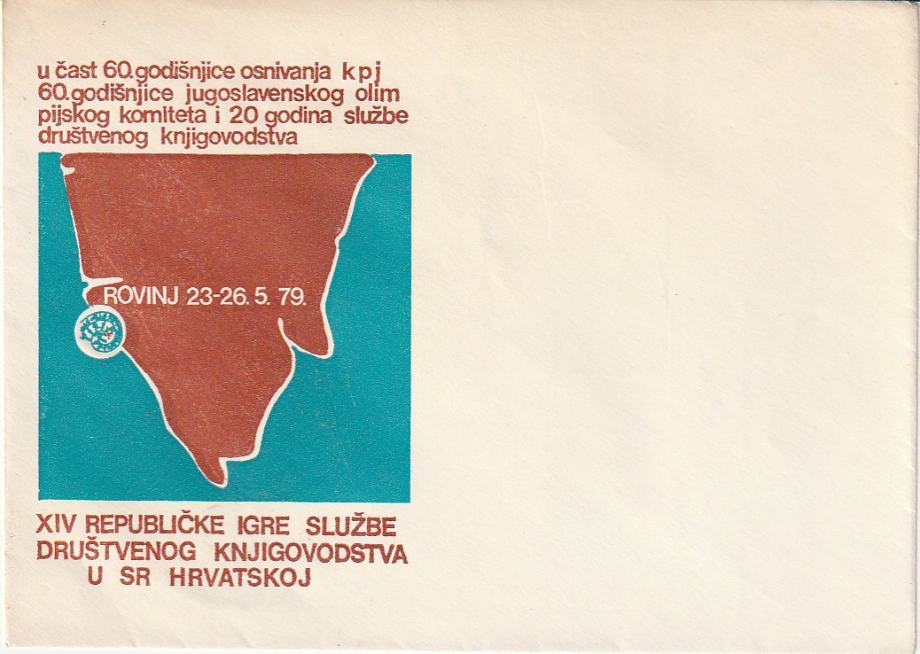 u čast 60.godišnjice osnivanja k p j
60.godišnjice jugoslavenskog olim
pijskog komiteta i 20 godina službe
društvenog knjigovodstva
ROVINJ 23-26. 5. 79.
XIV REPUBLIČKE IGRE SLUŽBE
DRUŠTVENOG KNJIGOVODSTVA
U SR HRVATSKOJ